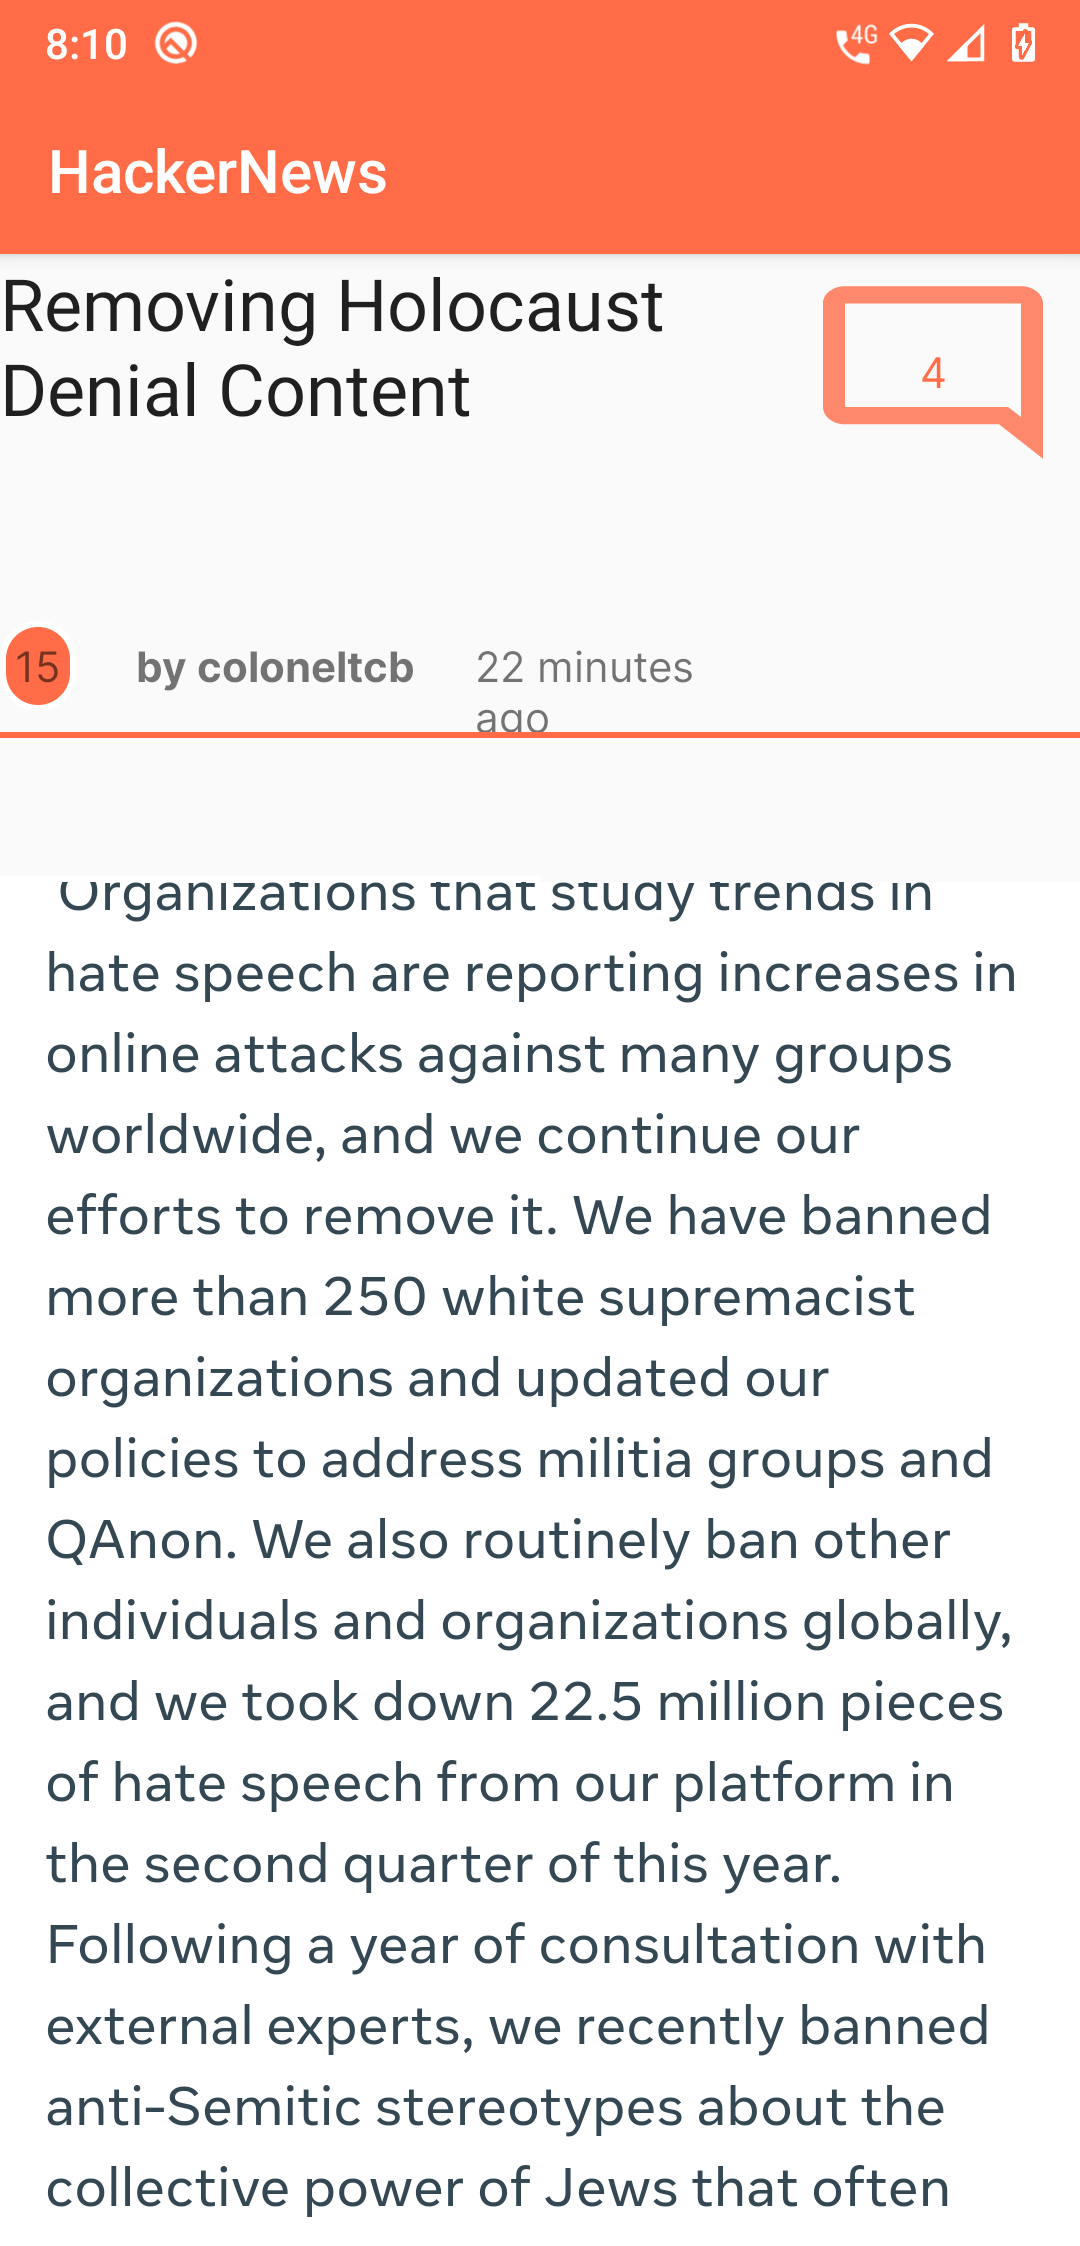 8:10
4G
HackerNews
Removing Holocaust
Denial Content
4
15 by coloneltcb 22 minutes
ago
Organizations that study trends in
hate speech are reporting increases in
online attacks against many groups
worldwide, and we continue our
efforts to remove it. We have banned
more than 250 white supremacist
organizations and updated our
policies to address militia groups and
QAnon. We also routinely ban other
individuals and organizations globally,
and we took down 22.5 million pieces
of hate speech from our platform in
the second quarter of this year.
Following a year of consultation with
external experts, we recently banned
anti-Semitic stereotypes about the
collective power of Jews that often